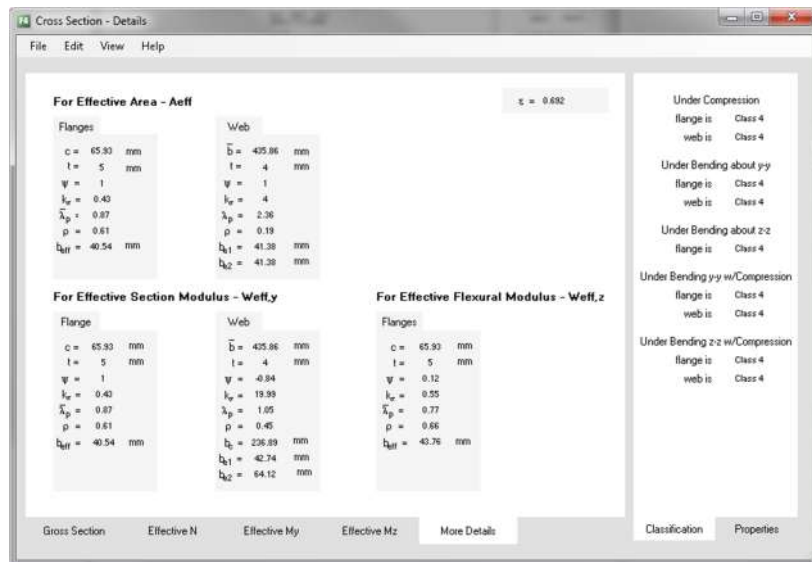 Cross Section - Details
File Edit View Help
For Effective Area - Aeff
ε = 0.692
Flanges
c = 65.93 mm
t = 5 mm
ψ = 1
kσ = 0.43
λ̄p = 0.87
ρ = 0.61
beff = 40.54 mm
Web
b̄ = 435.86 mm
t = 4 mm
ψ = 1
kσ = 4
λp = 2.36
ρ = 0.19
be1 = 41.38 mm
be2 = 41.38 mm
For Effective Section Modulus - Weff,y
Flange
c = 65.93 mm
t = 5 mm
ψ = 1
kσ = 0.43
λ̄p = 0.87
ρ = 0.61
beff = 40.54 mm
Web
b̄ = 435.86 mm
t = 4 mm
ψ = -0.84
kσ = 19.99
λp = 1.05
ρ = 0.45
bc = 236.89 mm
be1 = 42.74 mm
be2 = 64.12 mm
For Effective Flexural Modulus - Weff,z
Flanges
c = 65.93 mm
t = 5 mm
ψ = 0.12
kσ = 0.55
λ̄p = 0.77
ρ = 0.66
beff = 43.76 mm
Under Compression
flange is Class 4
web is Class 4
Under Bending about y-y
flange is Class 4
web is Class 4
Under Bending about z-z
flange is Class 4
Under Bending y-y w/Compression
flange is Class 4
web is Class 4
Under Bending z-z w/Compression
flange is Class 4
web is Class 4
Gross Section Effective N Effective My Effective Mz More Details
Classification Properties